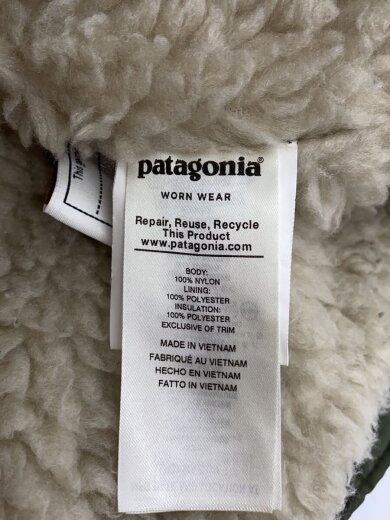 patagonia®
WORN WEAR
Repair, Reuse, Recycle
This Product
www.patagonia.com
BODY:
100% NYLON
LINING:
100% POLYESTER
INSULATION:
100% POLYESTER
EXCLUSIVE OF TRIM
MADE IN VIETNAM
FABRIQUÉ AU VIETNAM
HECHO EN VIETNAM
FATTO IN VIETNAM